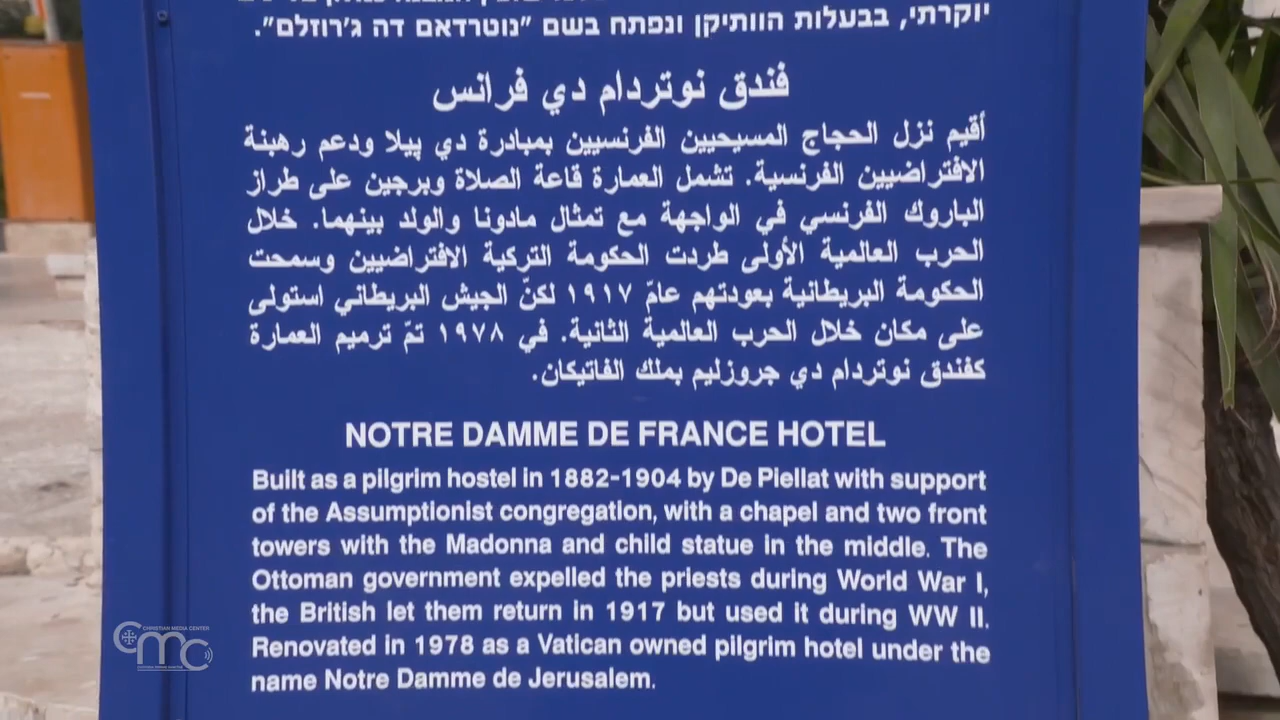 יוקרתי, בבעלות הוותיקן ונפתח בשם "נוטרדאם דה ג'רוזלם".
فندق نوتردام دي فرانس
أقيم نزل الحجاج المسيحيين الفرنسيين بمبادرة دي پيلا ودعم رهبنة
الافتراضيين الفرنسية. تشمل العمارة قاعة الصلاة وبرجين على طراز
الباروك الفرنسي في الواجهة مع تمثال مادونا والولد بينهما. خلال
الحرب العالمية الأولى طردت الحكومة التركية الافتراضيين وسمحت
الحكومة البريطانية بعودتهم عامّ ١٩١٧ لكنّ الجيش البريطاني استولى
على مكان خلال الحرب العالمية الثانية. في ١٩٧٨ تمّ ترميم العمارة
كفندق نوتردام دي جروزليم بملك الفاتيكان.
NOTRE DAMME DE FRANCE HOTEL
Built as a pilgrim hostel in 1882-1904 by De Piellat with support
of the Assumptionist congregation, with a chapel and two front
towers with the Madonna and child statue in the middle. The
Ottoman government expelled the priests during World War I,
the British let them return in 1917 but used it during WW II.
Renovated in 1978 as a Vatican owned pilgrim hotel under the
name Notre Damme de Jerusalem.
CHRISTIAN MEDIA CENTER
CMC